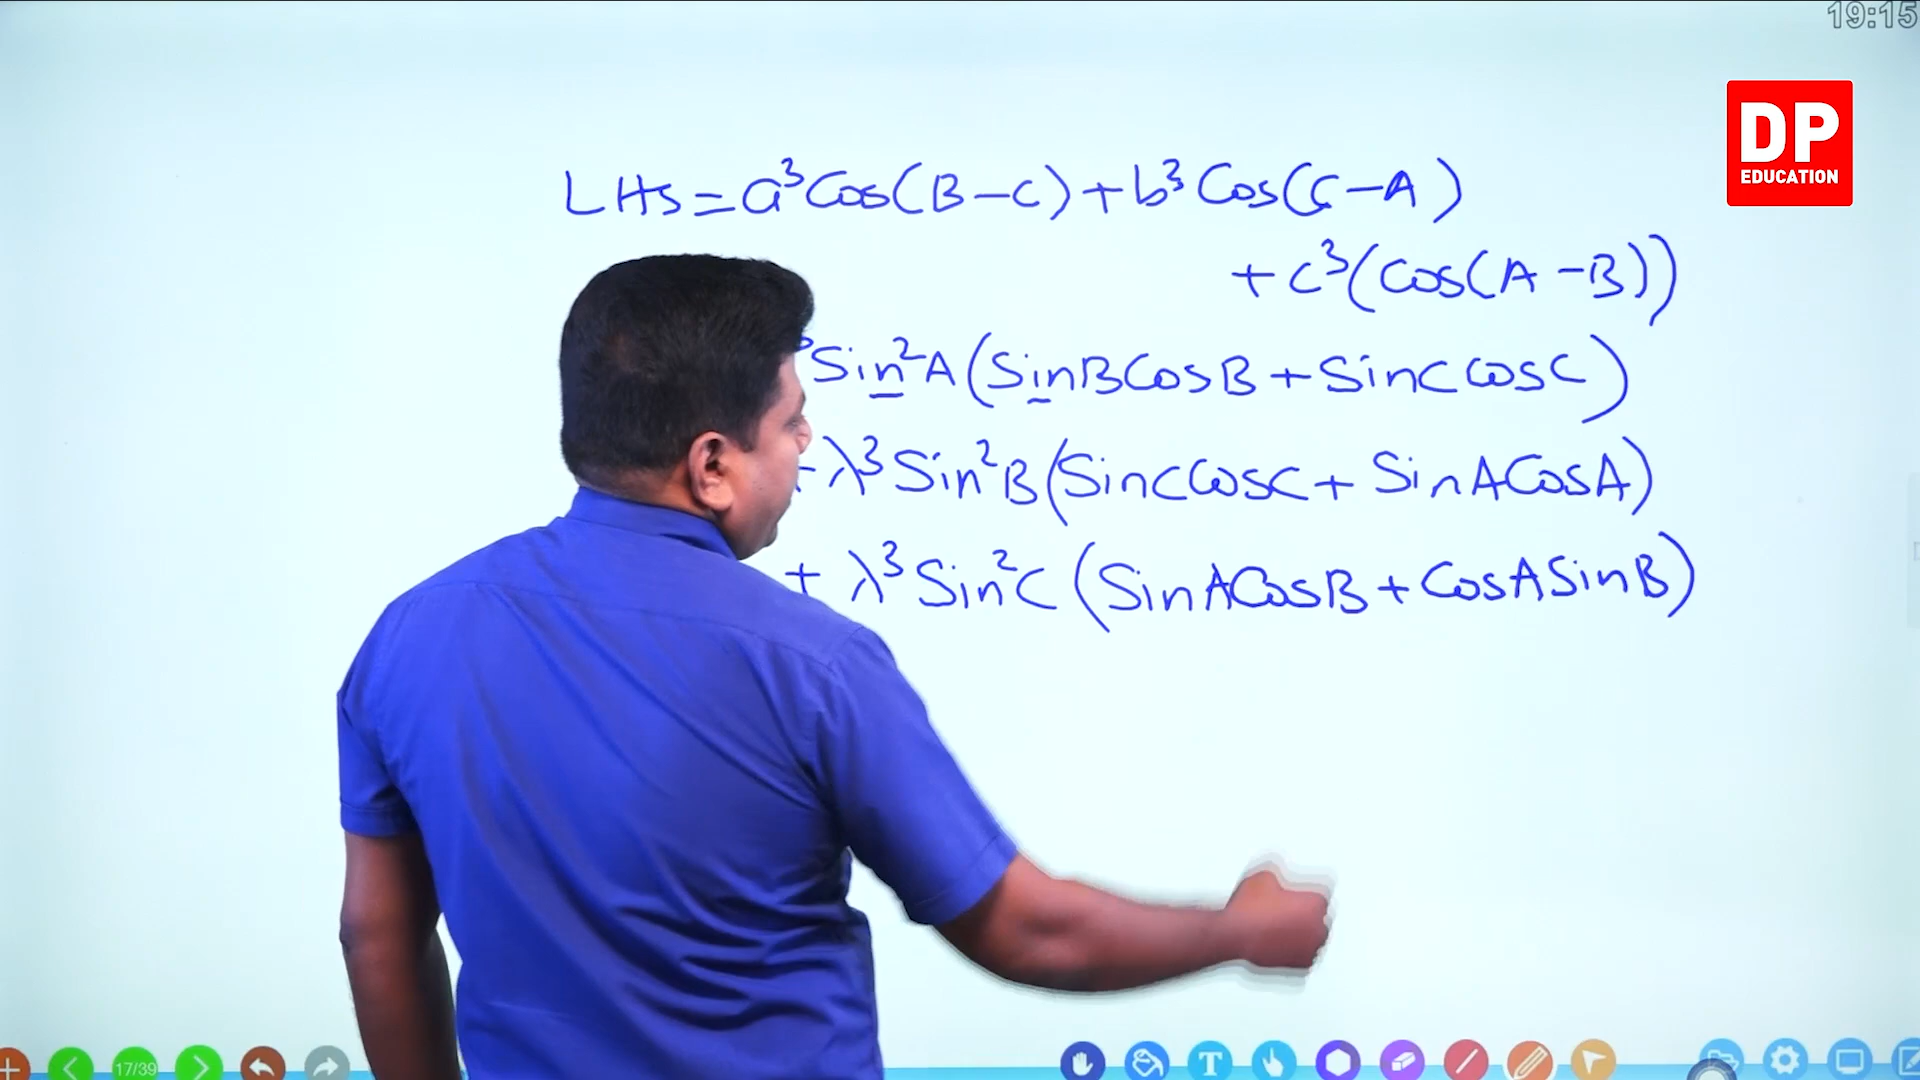 19:15
DP
EDUCATION
LHS = a³Cos(B-C) + b³Cos(C-A)
+ C³(Cos(A-B))
Sin²A(SinBCosB + SinCCosC)
λ³Sin²B(SinCCosC + SinACosA)
+ λ³Sin²C(SinACosB + CosASinB)
17/39
T